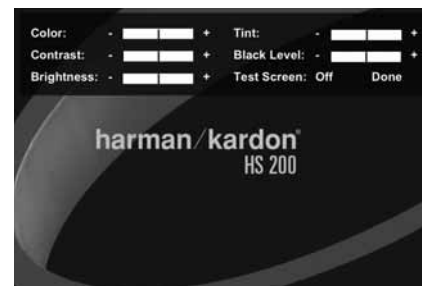 Color: - + Tint: - +
Contrast: - + Black Level: - +
Brightness: - + Test Screen: Off Done
harman/kardon®
HS 200